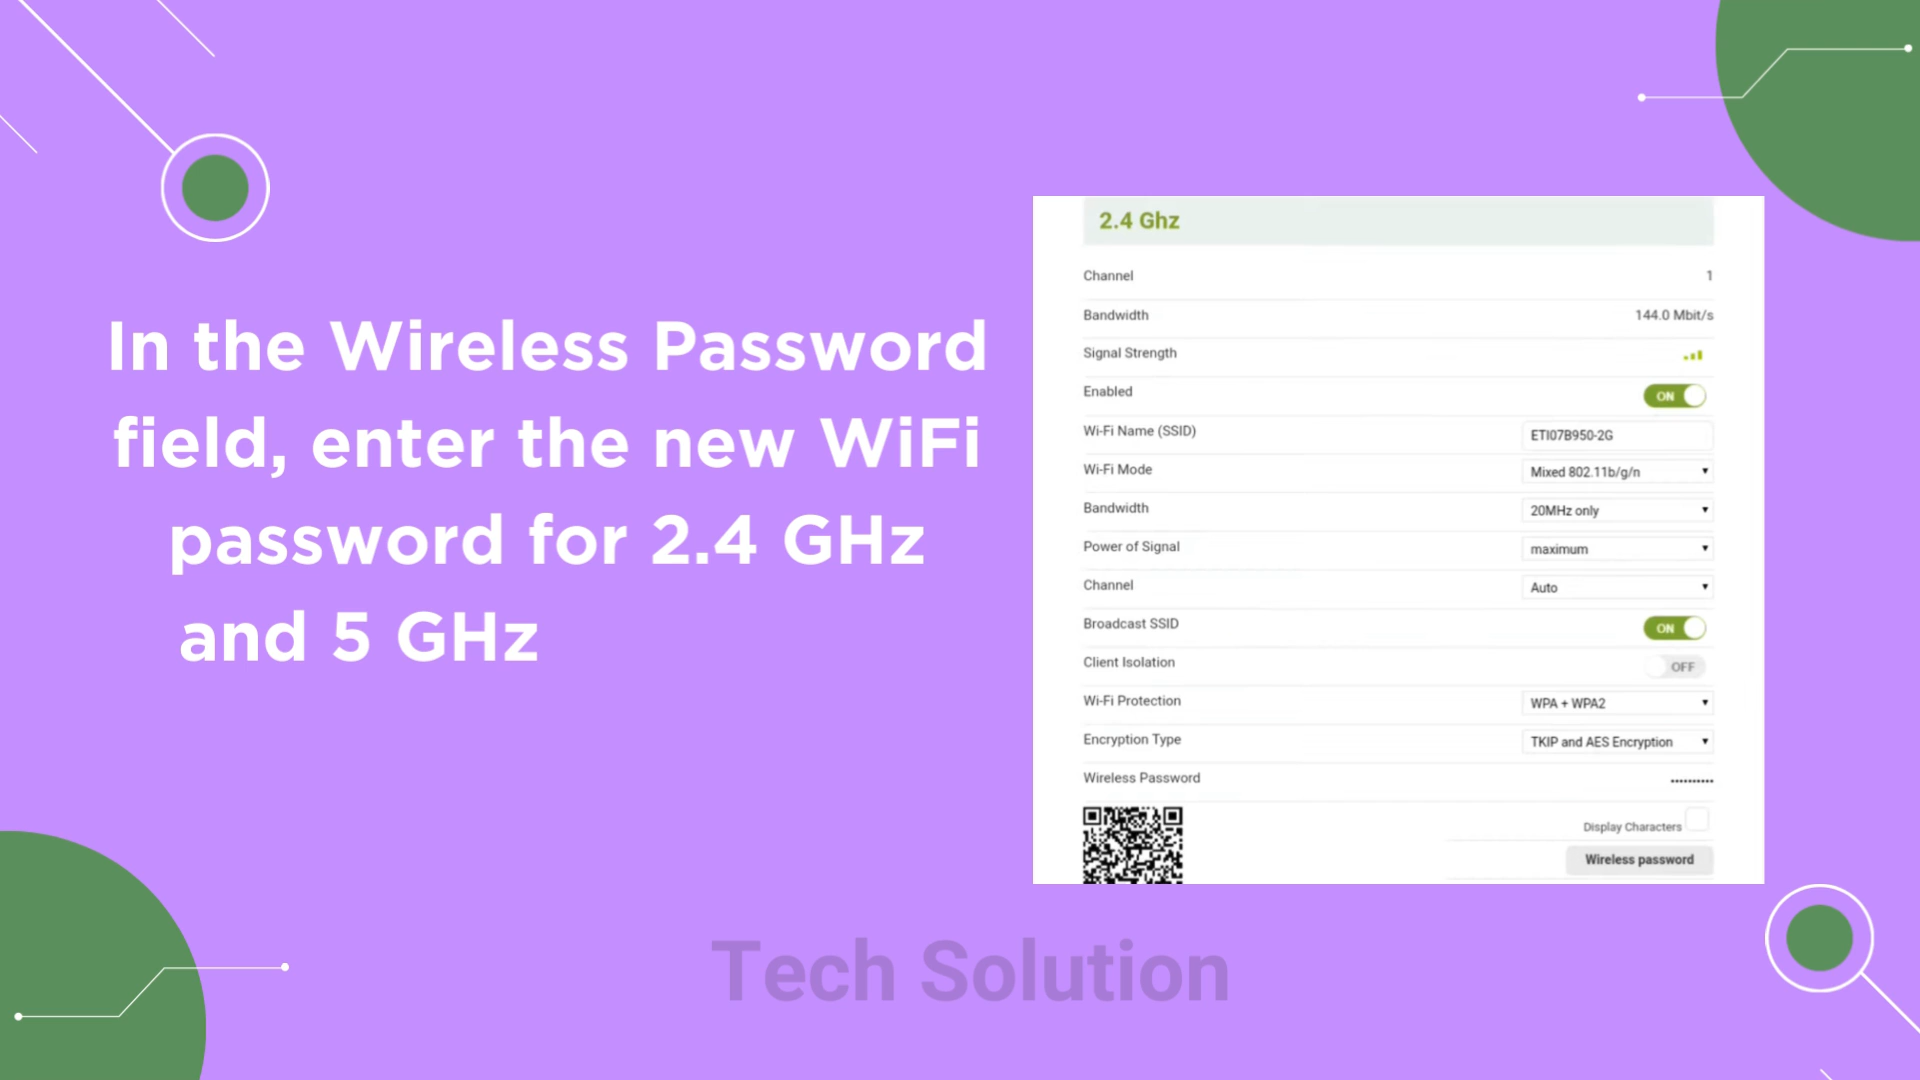 In the Wireless Password
field, enter the new WiFi
password for 2.4 GHz
and 5 GHz
2.4 Ghz
Channel 1
Bandwidth 144.0 Mbit/s
Signal Strength
Enabled ON
Wi-Fi Name (SSID) ETI07B950-2G
Wi-Fi Mode Mixed 802.11b/g/n
Bandwidth 20MHz only
Power of Signal maximum
Channel Auto
Broadcast SSID ON
Client Isolation OFF
Wi-Fi Protection WPA + WPA2
Encryption Type TKIP and AES Encryption
Wireless Password ••••••••••
Display Characters
Wireless password
Tech Solution